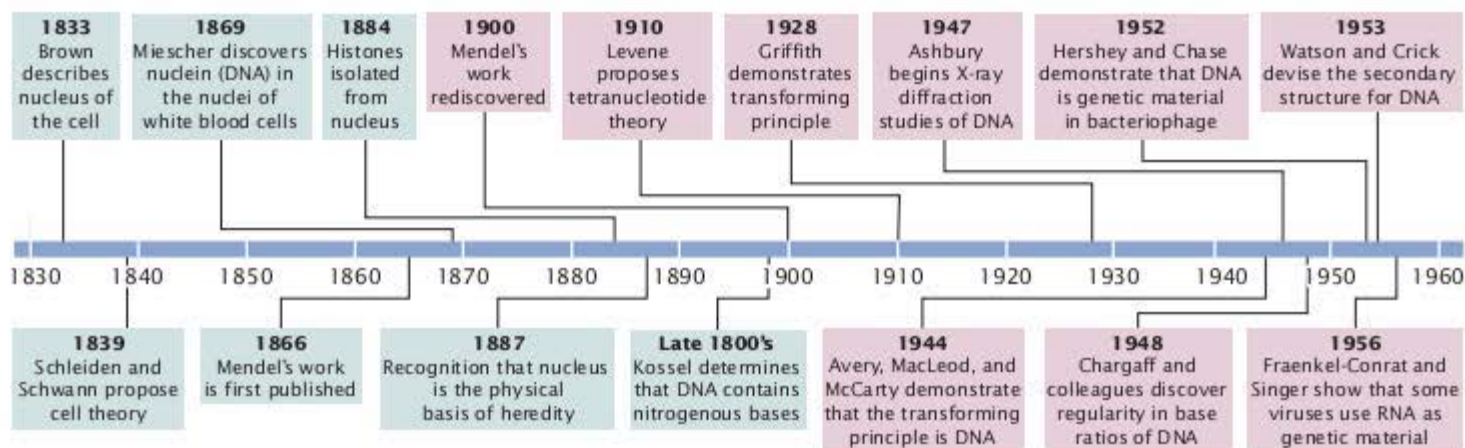 1833
Brown
describes
nucleus of
the cell
1869
Miescher discovers
nuclein (DNA) in
the nuclei of
white blood cells
1884
Histones
isolated
from
nucleus
1900
Mendel's
work
rediscovered
1910
Levene
proposes
tetranucleotide
theory
1928
Griffith
demonstrates
transforming
principle
1947
Ashbury
begins X-ray
diffraction
studies of DNA
1952
Hershey and Chase
demonstrate that DNA
is genetic material
in bacteriophage
1953
Watson and Crick
devise the secondary
structure for DNA
1830 1840 1850 1860 1870 1880 1890 1900 1910 1920 1930 1940 1950 1960
1839
Schleiden and
Schwann propose
cell theory
1866
Mendel's work
is first published
1887
Recognition that nucleus
is the physical
basis of heredity
Late 1800's
Kossel determines
that DNA contains
nitrogenous bases
1944
Avery, MacLeod, and
McCarty demonstrate
that the transforming
principle is DNA
1948
Chargaff and
colleagues discover
regularity in base
ratios of DNA
1956
Fraenkel-Conrat and
Singer show that some
viruses use RNA as
genetic material